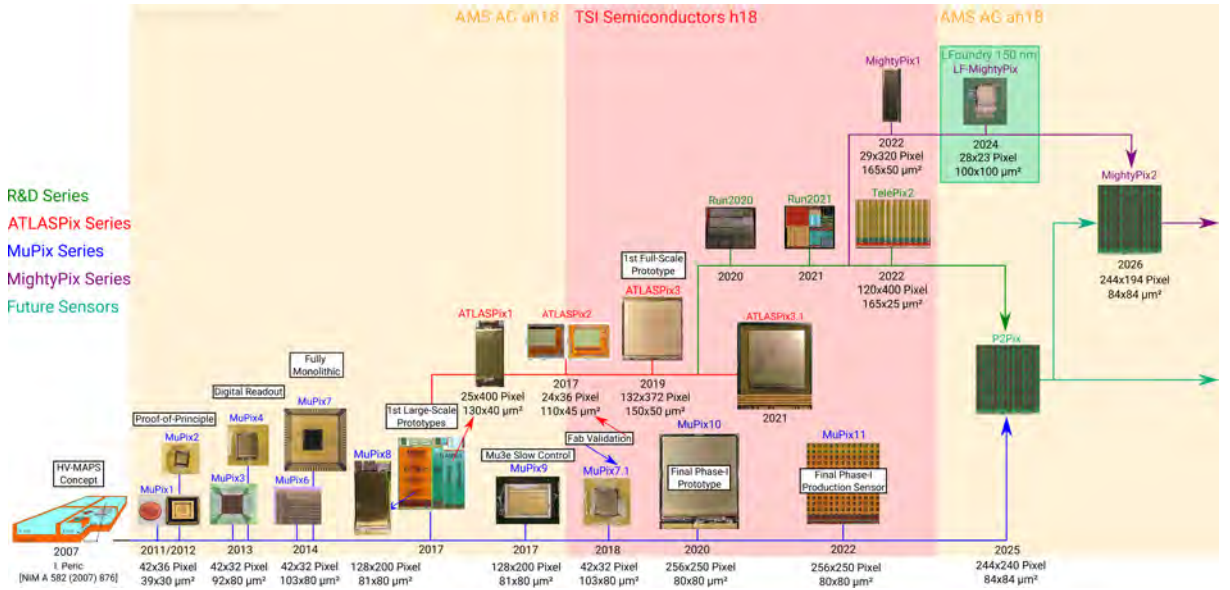 AMS AG ah18
TSI Semiconductors h18
AMS AG ah18
R&D Series
ATLASPix Series
MuPix Series
MightyPix Series
Future Sensors
MightyPix1
2022
29x320 Pixel
165x50 µm²
LFoundry 150 nm
LF-MightyPix
2024
28x23 Pixel
100x100 µm²
MightyPix2
2026
244x194 Pixel
84x84 µm²
Run2020
2020
Run2021
2021
TelePix2
2022
120x400 Pixel
165x25 µm²
ATLASPix1
25x400 Pixel
130x40 µm²
ATLASPix2
2017
24x36 Pixel
110x45 µm²
1st Full-Scale
Prototype
ATLASPix3
2019
132x372 Pixel
150x50 µm²
ATLASPix3.1
2021
P2Pix
2025
244x240 Pixel
84x84 µm²
HV-MAPS
Concept
2007
I. Peric
[NIM A 582 (2007) 876]
Proof-of-Principle
MuPix2
MuPix1
2011/2012
42x36 Pixel
39x30 µm²
Digital Readout
MuPix4
MuPix3
2013
42x32 Pixel
92x80 µm²
Fully
Monolithic
MuPix7
MuPix6
2014
42x32 Pixel
103x80 µm²
1st Large-Scale
Prototypes
MuPix8
2017
128x200 Pixel
81x80 µm²
Mu3e Slow Control
MuPix9
2017
128x200 Pixel
81x80 µm²
Fab Validation
MuPix7.1
2018
42x32 Pixel
103x80 µm²
MuPix10
Final Phase-I
Prototype
2020
256x250 Pixel
80x80 µm²
MuPix11
Final Phase-I
Production Sensor
2022
256x250 Pixel
80x80 µm²